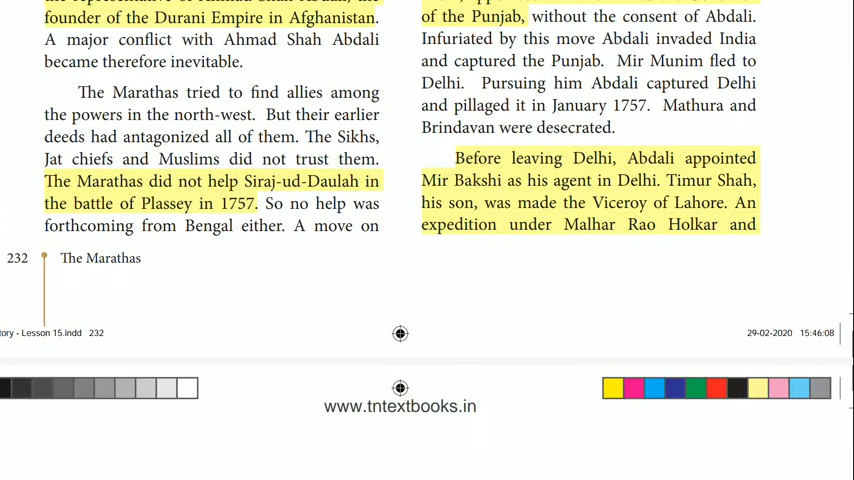 founder of the Durani Empire in Afghanistan.
A major conflict with Ahmad Shah Abdali
became therefore inevitable.
The Marathas tried to find allies among
the powers in the north-west. But their earlier
deeds had antagonized all of them. The Sikhs,
Jat chiefs and Muslims did not trust them.
The Marathas did not help Siraj-ud-Daulah in
the battle of Plassey in 1757. So no help was
forthcoming from Bengal either. A move on
of the Punjab, without the consent of Abdali.
Infuriated by this move Abdali invaded India
and captured the Punjab. Mir Munim fled to
Delhi. Pursuing him Abdali captured Delhi
and pillaged it in January 1757. Mathura and
Brindavan were desecrated.
Before leaving Delhi, Abdali appointed
Mir Bakshi as his agent in Delhi. Timur Shah,
his son, was made the Viceroy of Lahore. An
expedition under Malhar Rao Holkar and
232 The Marathas
tory - Lesson 15.indd 232
29-02-2020 15:46:08
www.tntextbooks.in